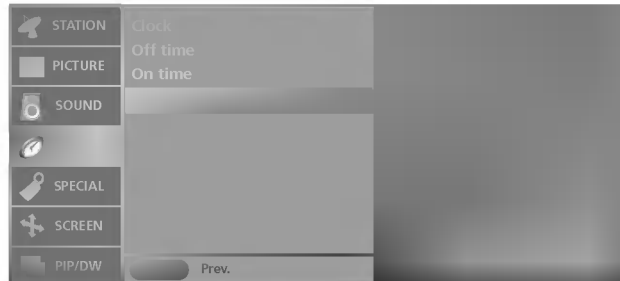 STATION
PICTURE
SOUND
SPECIAL
SCREEN
PIP/DW
Clock
Off time
On time
Prev.